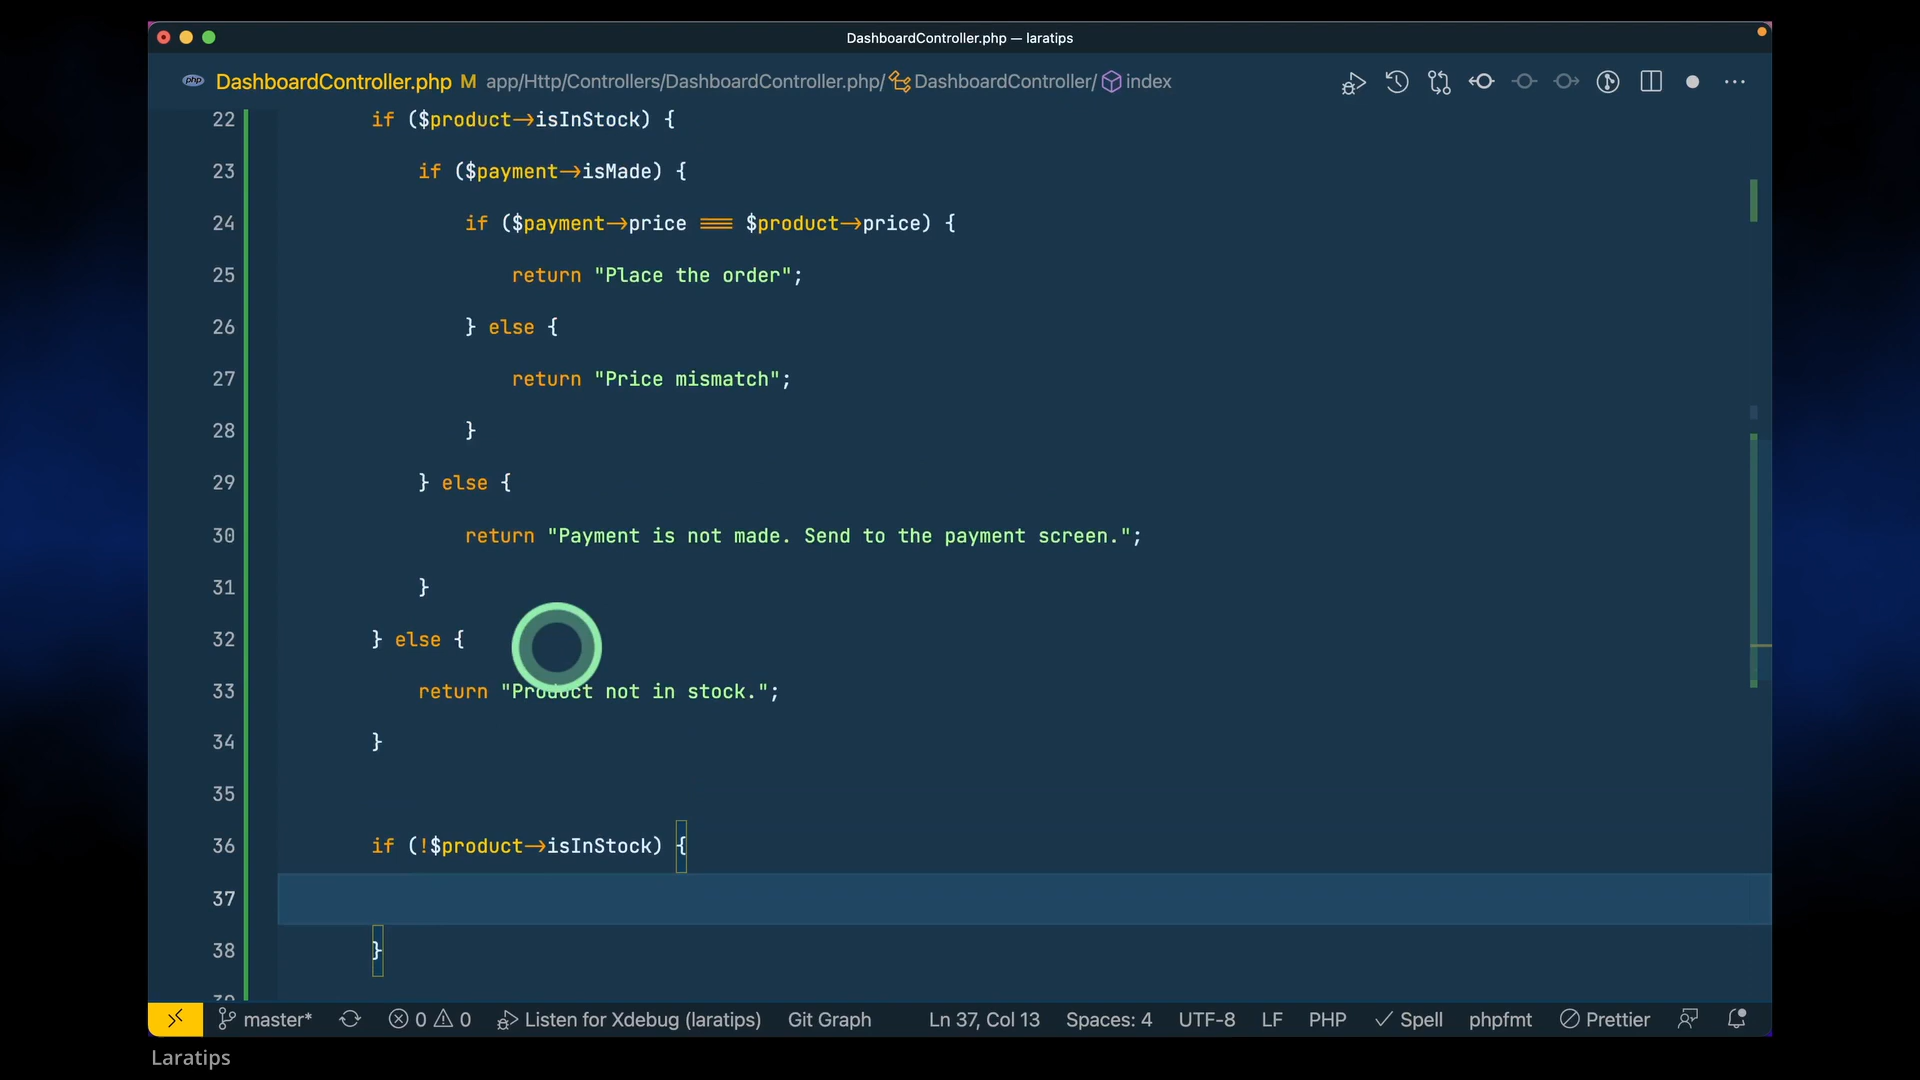 DashboardController.php — laratips
php DashboardController.php M app/Http/Controllers/DashboardController.php/ DashboardController/ index
22 if ($product->isInStock) {
23 if ($payment->isMade) {
24 if ($payment->price === $product->price) {
25 return "Place the order";
26 } else {
27 return "Price mismatch";
28 }
29 } else {
30 return "Payment is not made. Send to the payment screen.";
31 }
32 } else {
33 return "Product not in stock.";
34 }
35
36 if (!$product->isInStock) {
37
38 }
39
master* 0 0 Listen for Xdebug (laratips) Git Graph Ln 37, Col 13 Spaces: 4 UTF-8 LF PHP Spell phpfmt Prettier
Laratips